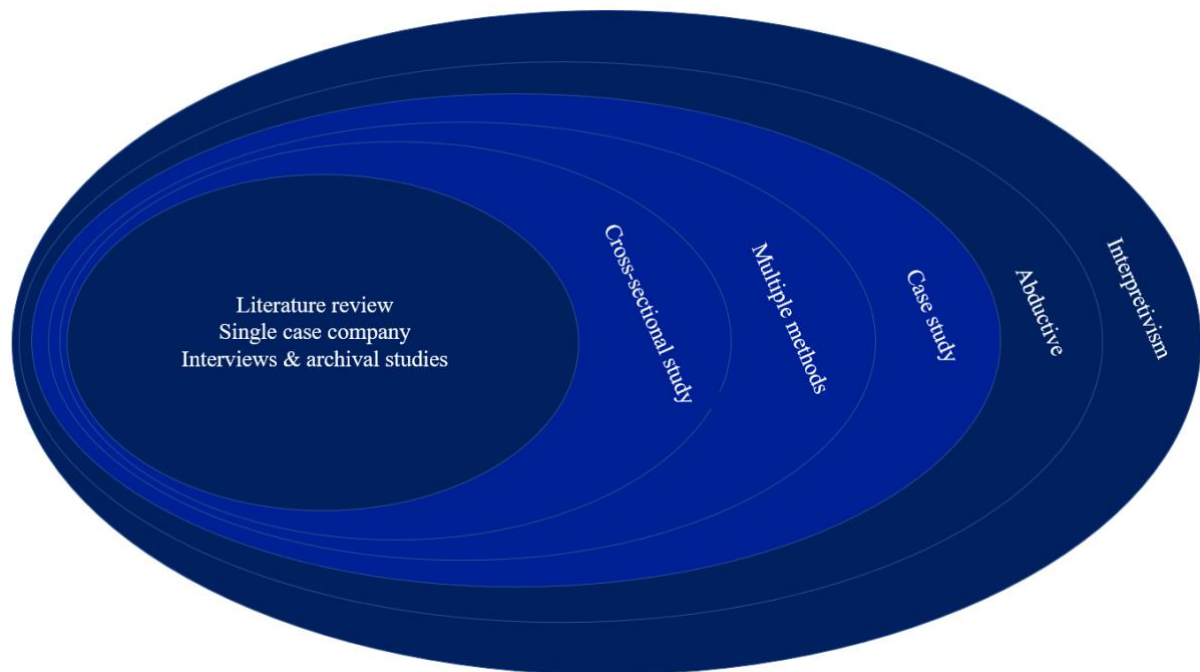 Literature review
Single case company
Interviews & archival studies
Cross-sectional study
Multiple methods
Case study
Abductive
Interpretivism